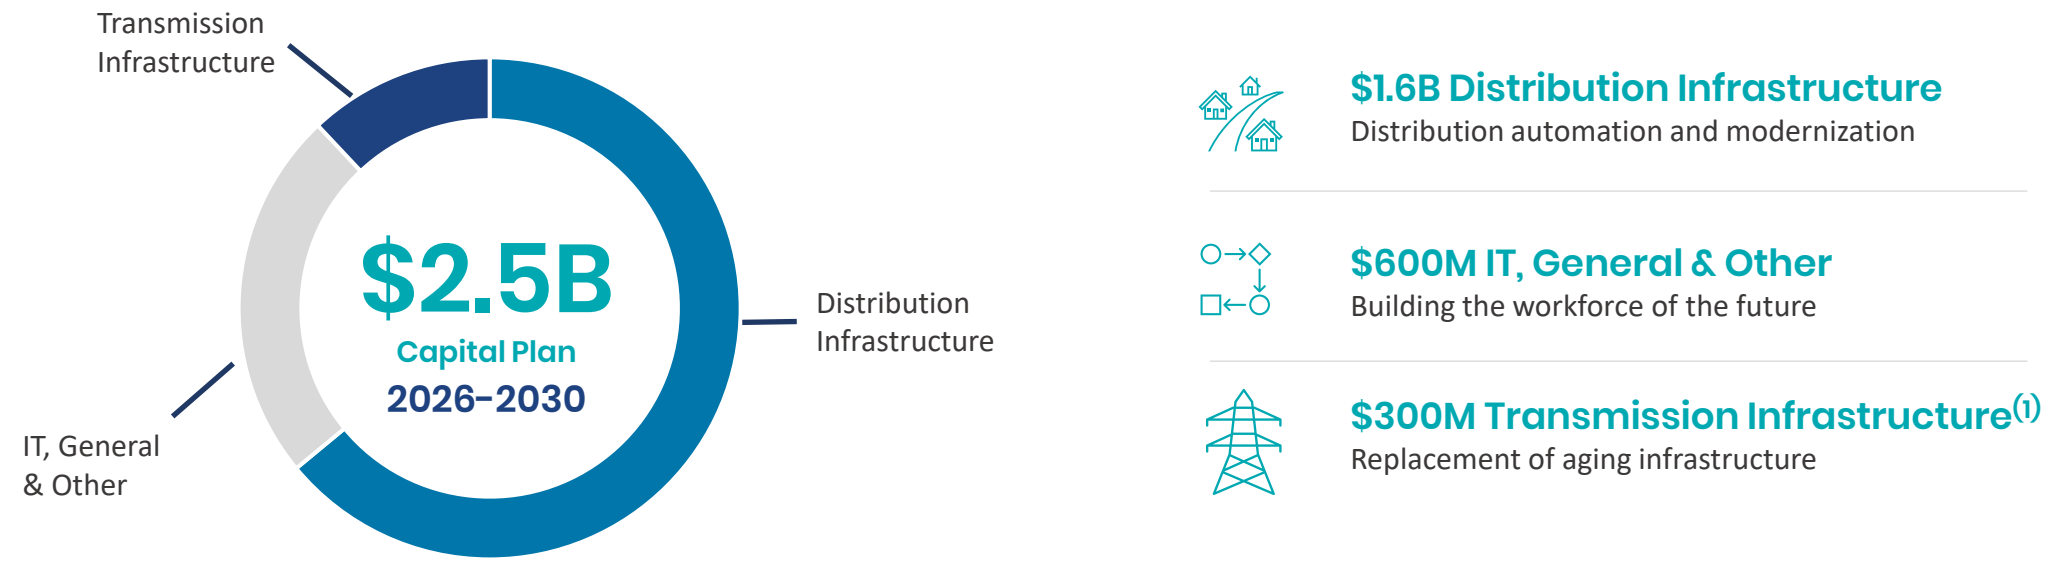 Transmission
Infrastructure
$2.5B
Capital Plan
2026-2030
Distribution
Infrastructure
IT, General
& Other
$1.6B Distribution Infrastructure
Distribution automation and modernization
$600M IT, General & Other
Building the workforce of the future
$300M Transmission Infrastructure(1)
Replacement of aging infrastructure